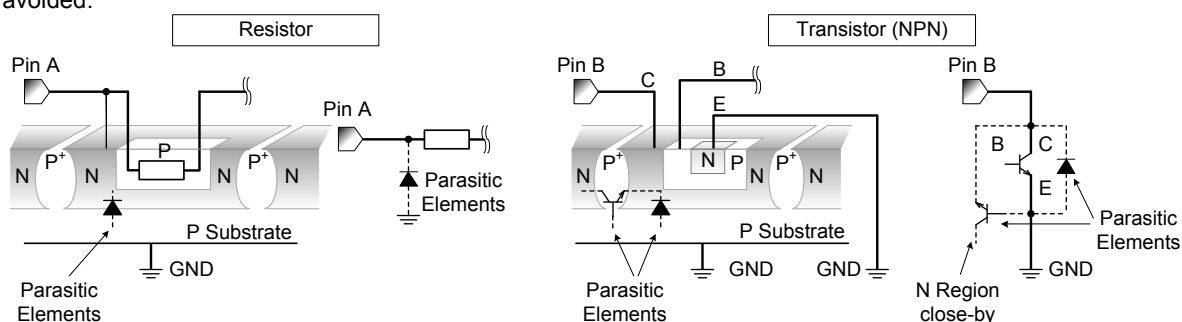 avoided.
Resistor
Transistor (NPN)
Pin A
Pin A
N P+ N P N P+ N
Parasitic
Elements
P Substrate
GND
Parasitic
Elements
Pin B
C
B
E
N P+ N P N P+ N
P Substrate
GND
GND
Parasitic
Elements
Pin B
B C
E
Parasitic
Elements
GND
N Region
close-by